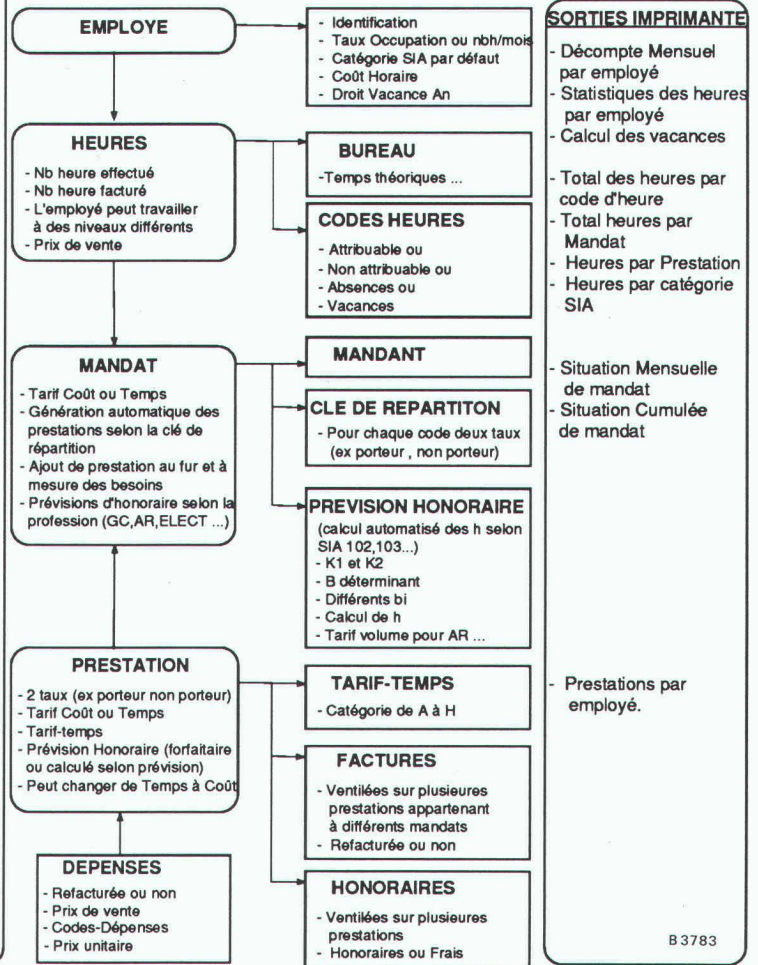 EMPLOYE
- Identification
- Taux Occupation ou nbh/mois
- Catégorie SIA par défaut
- Coût Horaire
- Droit Vacance An
HEURES
- Nb heure effectué
- Nb heure facturé
- L'employé peut travailler
à des niveaux différents
- Prix de vente
BUREAU
-Temps théoriques ...
CODES HEURES
- Attribuable ou
- Non attribuable ou
- Absences ou
- Vacances
MANDAT
- Tarif Coût ou Temps
- Génération automatique des
prestations selon la clé de
répartition
- Ajout de prestation au fur et à
mesure des besoins
- Prévisions d'honoraire selon la
profession (GC,AR,ELECT ...)
MANDANT
CLE DE REPARTITON
- Pour chaque code deux taux
(ex porteur , non porteur)
PREVISION HONORAIRE
(calcul automatisé des h selon
SIA 102,103...)
- K1 et K2
- B déterminant
- Différents bi
- Calcul de h
- Tarif volume pour AR ...
PRESTATION
- 2 taux (ex porteur non porteur)
- Tarif Coût ou Temps
- Tarif-temps
- Prévision Honoraire (forfaitaire
ou calculé selon prévision)
- Peut changer de Temps à Coût
TARIF-TEMPS
- Catégorie de A à H
FACTURES
- Ventilées sur plusieures
prestations appartenant
à différents mandats
- Refacturée ou non
DEPENSES
- Refacturée ou non
- Prix de vente
- Codes-Dépenses
- Prix unitaire
HONORAIRES
- Ventilées sur plusieures
prestations
- Honoraires ou Frais
SORTIES IMPRIMANTE
- Décompte Mensuel
par employé
- Statistiques des heures
par employé
- Calcul des vacances
- Total des heures par
code d'heure
- Total heures par
Mandat
- Heures par Prestation
- Heures par catégorie
SIA
- Situation Mensuelle
de mandat
- Situation Cumulée
de mandat
- Prestations par
employé.
B 3783